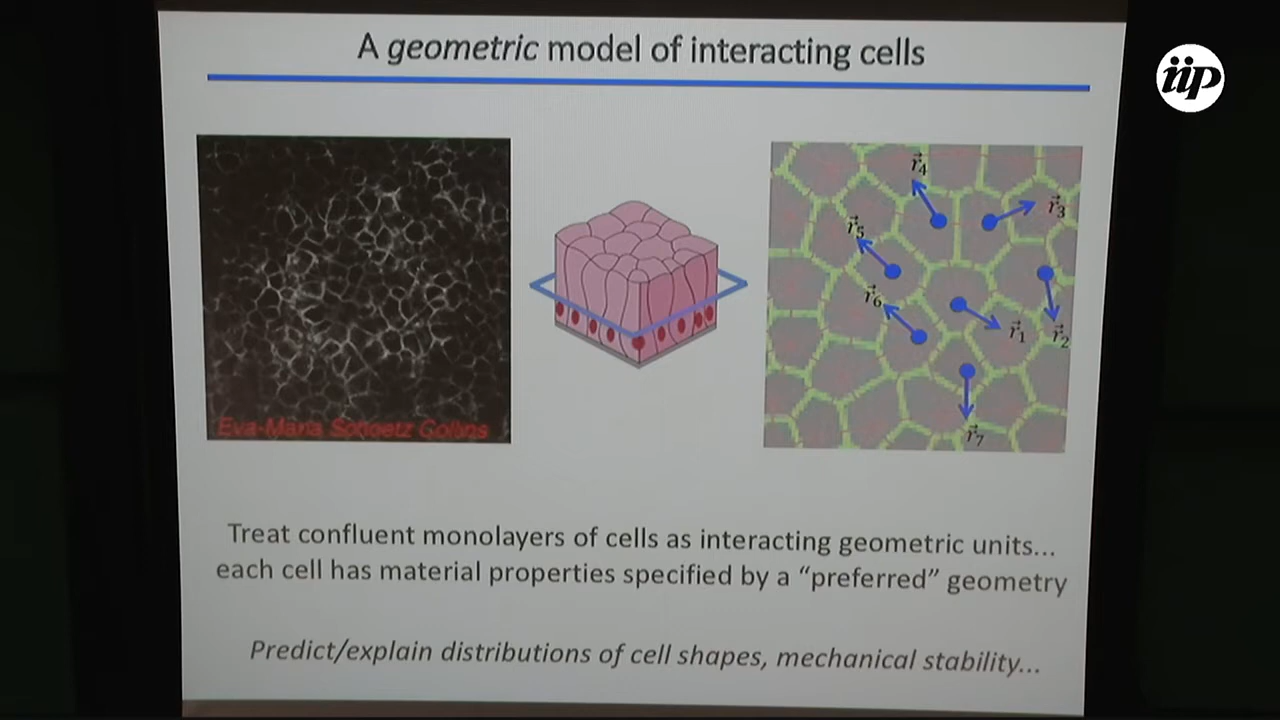 A geometric model of interacting cells
iip
Eva-Maria Schoetz Collins
r⃗4
r⃗3
r⃗5
r⃗6
r⃗1
r⃗2
r⃗7
Treat confluent monolayers of cells as interacting geometric units...
each cell has material properties specified by a “preferred” geometry
Predict/explain distributions of cell shapes, mechanical stability...